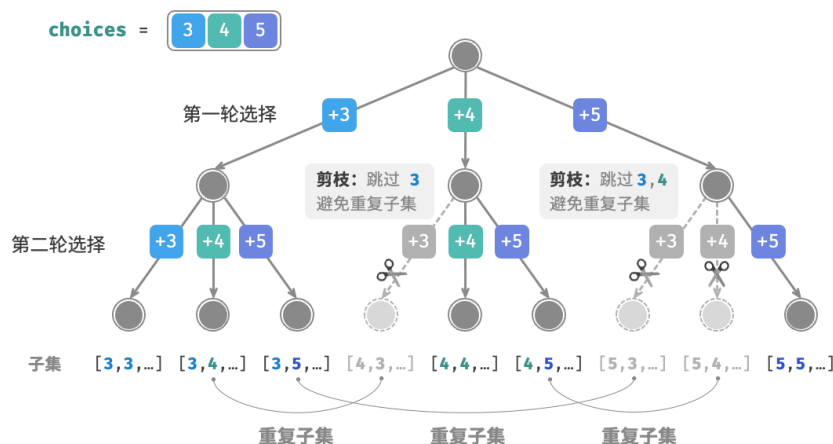 choices = 3 4 5
第一轮选择
+3 +4 +5
剪枝：跳过 3
避免重复子集
剪枝：跳过 3,4
避免重复子集
第二轮选择
+3 +4 +5 +3 +4 +5 +3 +4 +5
子集 [3,3,…] [3,4,…] [3,5,…] [4,3,…] [4,4,…] [4,5,…] [5,3,…] [5,4,…] [5,5,…]
重复子集 重复子集 重复子集